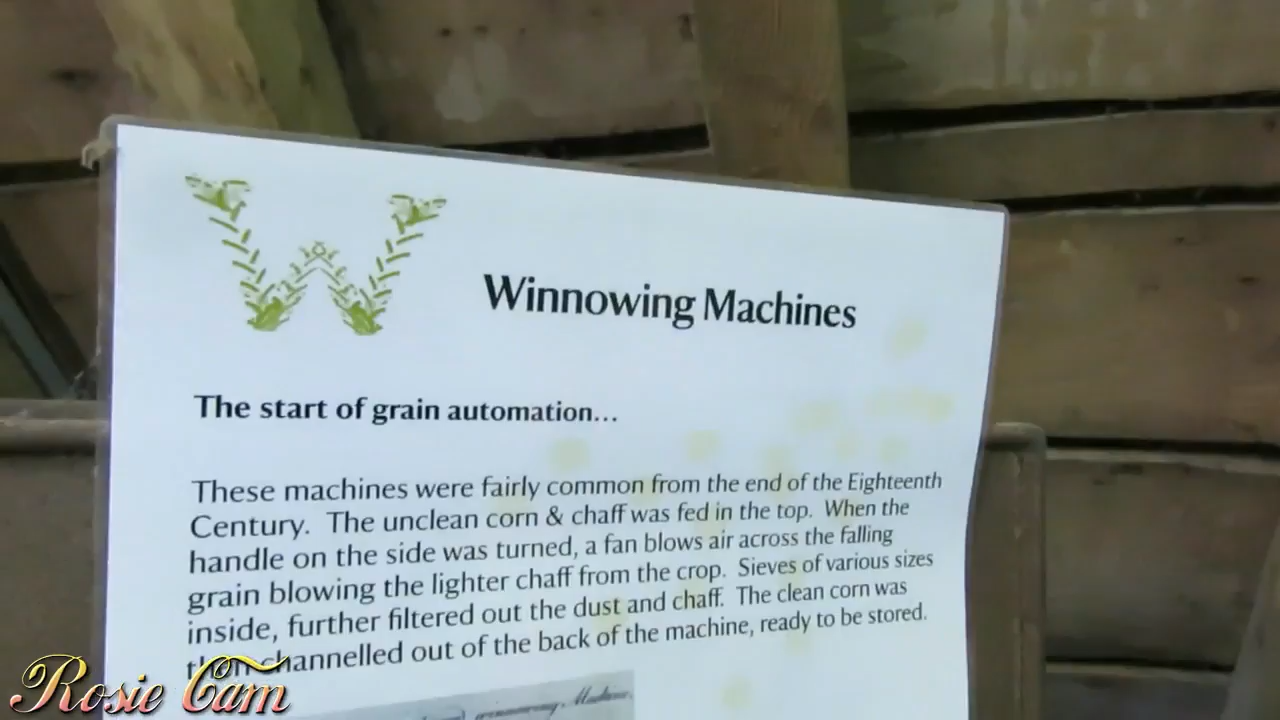 W
Winnowing Machines
The start of grain automation...
These machines were fairly common from the end of the Eighteenth
Century. The unclean corn & chaff was fed in the top. When the
handle on the side was turned, a fan blows air across the falling
grain blowing the lighter chaff from the crop. Sieves of various sizes
inside, further filtered out the dust and chaff. The clean corn was
then channelled out of the back of the machine, ready to be stored.
winnowing Machine.
Rosie Cam